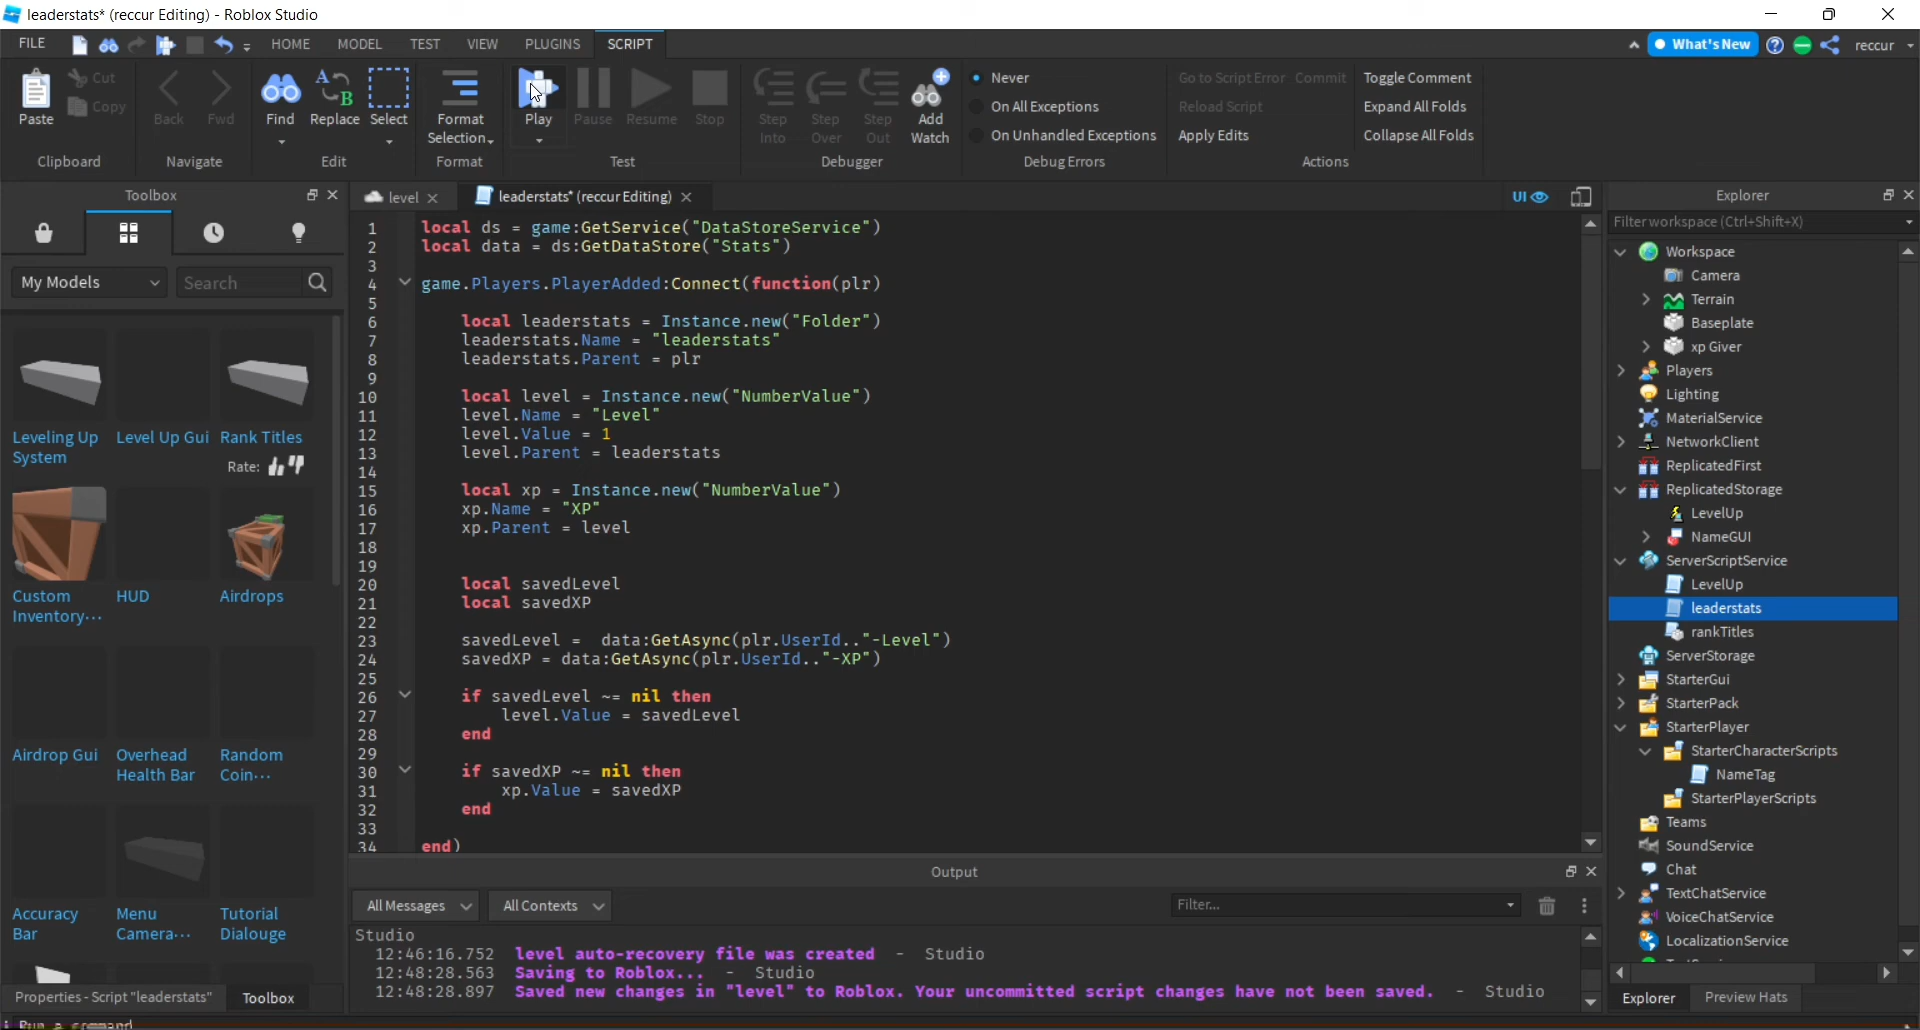 leaderstats* (reccur Editing) - Roblox Studio
FILE HOME MODEL TEST VIEW PLUGINS SCRIPT What's New reccur
Paste Cut Copy Back Fwd Find Replace Select Format Selection Play Pause Resume Stop Step Into Step Over Step Out Add Watch
Never
On All Exceptions
On Unhandled Exceptions
Go to Script Error Commit
Reload Script
Apply Edits
Toggle Comment
Expand All Folds
Collapse All Folds
Clipboard Navigate Edit Format Test Debugger Debug Errors Actions
Toolbox
My Models Search
Leveling Up System
Level Up Gui
Rank Titles
Rate:
Custom Inventory...
HUD
Airdrops
Airdrop Gui
Overhead Health Bar
Random Coin...
Accuracy Bar
Menu Camera...
Tutorial Dialouge
Properties - Script "leaderstats" Toolbox
level leaderstats* (reccur Editing) UI
1 local ds = game:GetService("DataStoreService")
2 local data = ds:GetDataStore("Stats")
3
4 game.Players.PlayerAdded:Connect(function(plr)
5
6 local leaderstats = Instance.new("Folder")
7 leaderstats.Name = "leaderstats"
8 leaderstats.Parent = plr
9
10 local level = Instance.new("NumberValue")
11 level.Name = "Level"
12 level.Value = 1
13 level.Parent = leaderstats
14
15 local xp = Instance.new("NumberValue")
16 xp.Name = "XP"
17 xp.Parent = level
18
19
20 local savedLevel
21 local savedXP
22
23 savedLevel = data:GetAsync(plr.UserId.."-Level")
24 savedXP = data:GetAsync(plr.UserId.."-XP")
25
26 if savedLevel ~= nil then
27 level.Value = savedLevel
28 end
29
30 if savedXP ~= nil then
31 xp.Value = savedXP
32 end
33
34 end)
Output
All Messages All Contexts Filter...
Studio
12:46:16.752 level auto-recovery file was created - Studio
12:48:28.563 Saving to Roblox... - Studio
12:48:28.897 Saved new changes in "level" to Roblox. Your uncommitted script changes have not been saved. - Studio
Explorer
Filter workspace (Ctrl+Shift+X)
Workspace
Camera
Terrain
Baseplate
xp Giver
Players
Lighting
MaterialService
NetworkClient
ReplicatedFirst
ReplicatedStorage
LevelUp
NameGUI
ServerScriptService
LevelUp
leaderstats
rankTitles
ServerStorage
StarterGui
StarterPack
StarterPlayer
StarterCharacterScripts
NameTag
StarterPlayerScripts
Teams
SoundService
Chat
TextChatService
VoiceChatService
LocalizationService
Explorer Preview Hats
Run a command